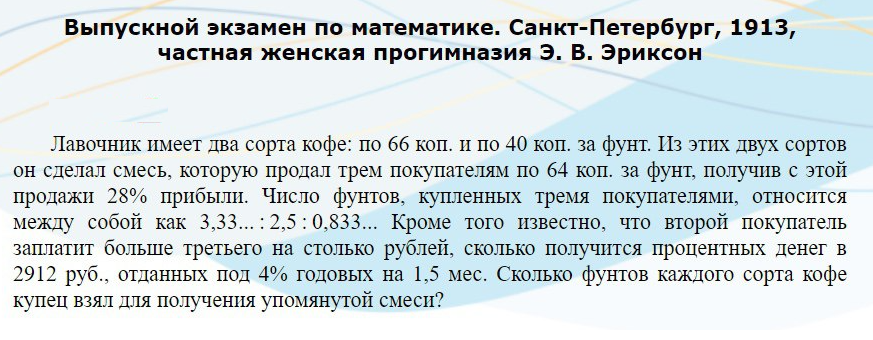 Выпускной экзамен по математике. Санкт-Петербург, 1913,
частная женская прогимназия Э. В. Эриксон
Лавочник имеет два сорта кофе: по 66 коп. и по 40 коп. за фунт. Из этих двух сортов
он сделал смесь, которую продал трем покупателям по 64 коп. за фунт, получив с этой
продажи 28% прибыли. Число фунтов, купленных тремя покупателями, относится
между собой как 3,33... : 2,5 : 0,833... Кроме того известно, что второй покупатель
заплатит больше третьего на столько рублей, сколько получится процентных денег в
2912 руб., отданных под 4% годовых на 1,5 мес. Сколько фунтов каждого сорта кофе
купец взял для получения упомянутой смеси?